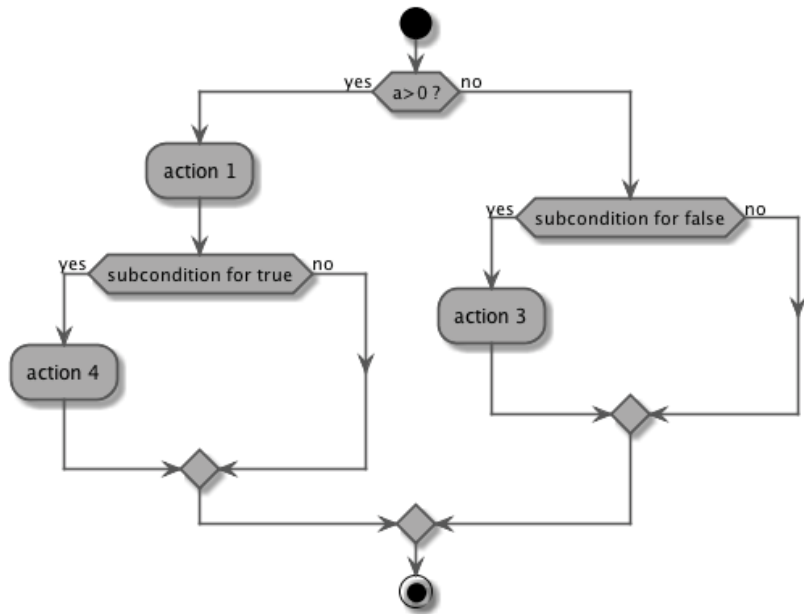 yes
a>0 ?
no
action 1
yes
subcondition for false
no
yes
subcondition for true
no
action 3
action 4